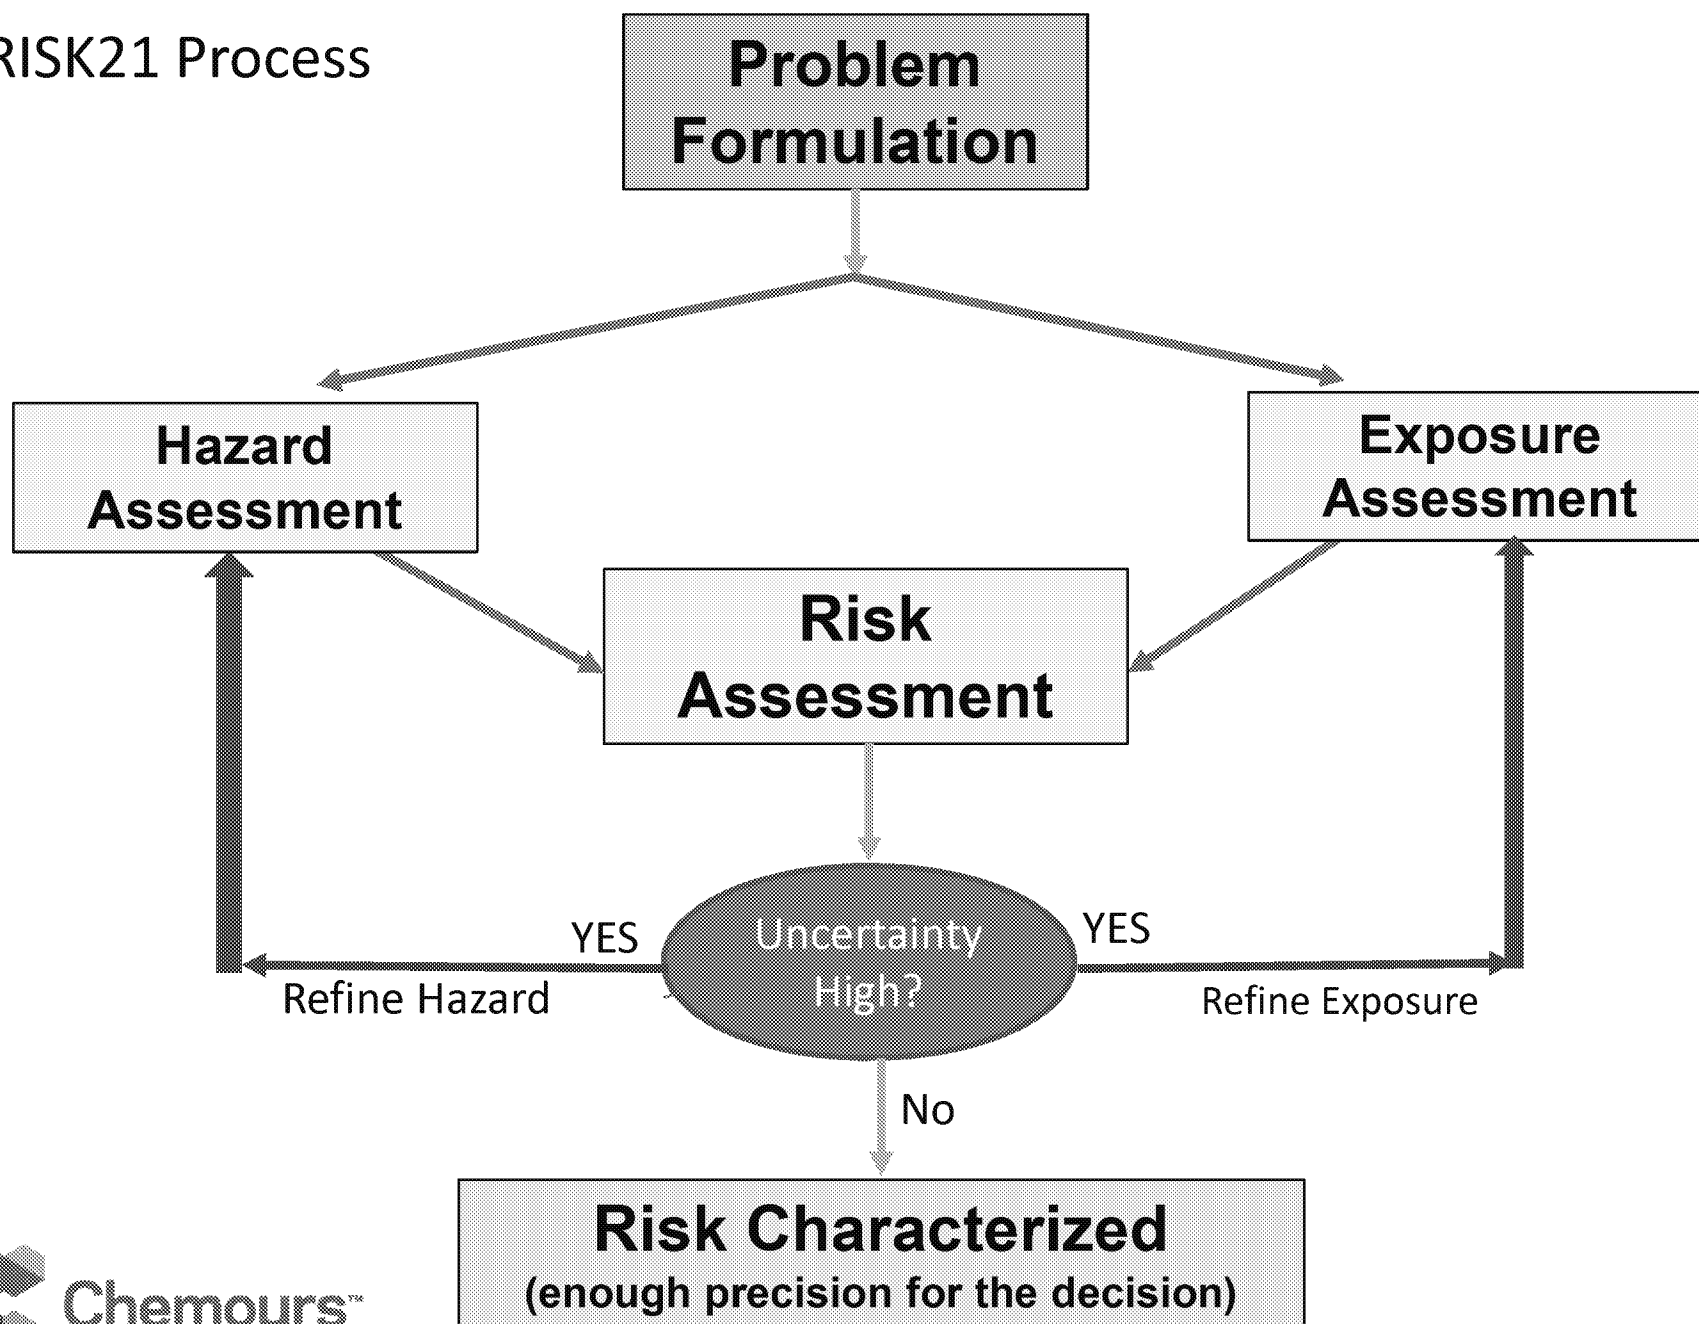 RISK21 Process
Problem
Formulation
Hazard
Assessment
Exposure
Assessment
Risk
Assessment
YES
Uncertainty
High?
YES
Refine Hazard
Refine Exposure
No
Risk Characterized
(enough precision for the decision)
Chemours™